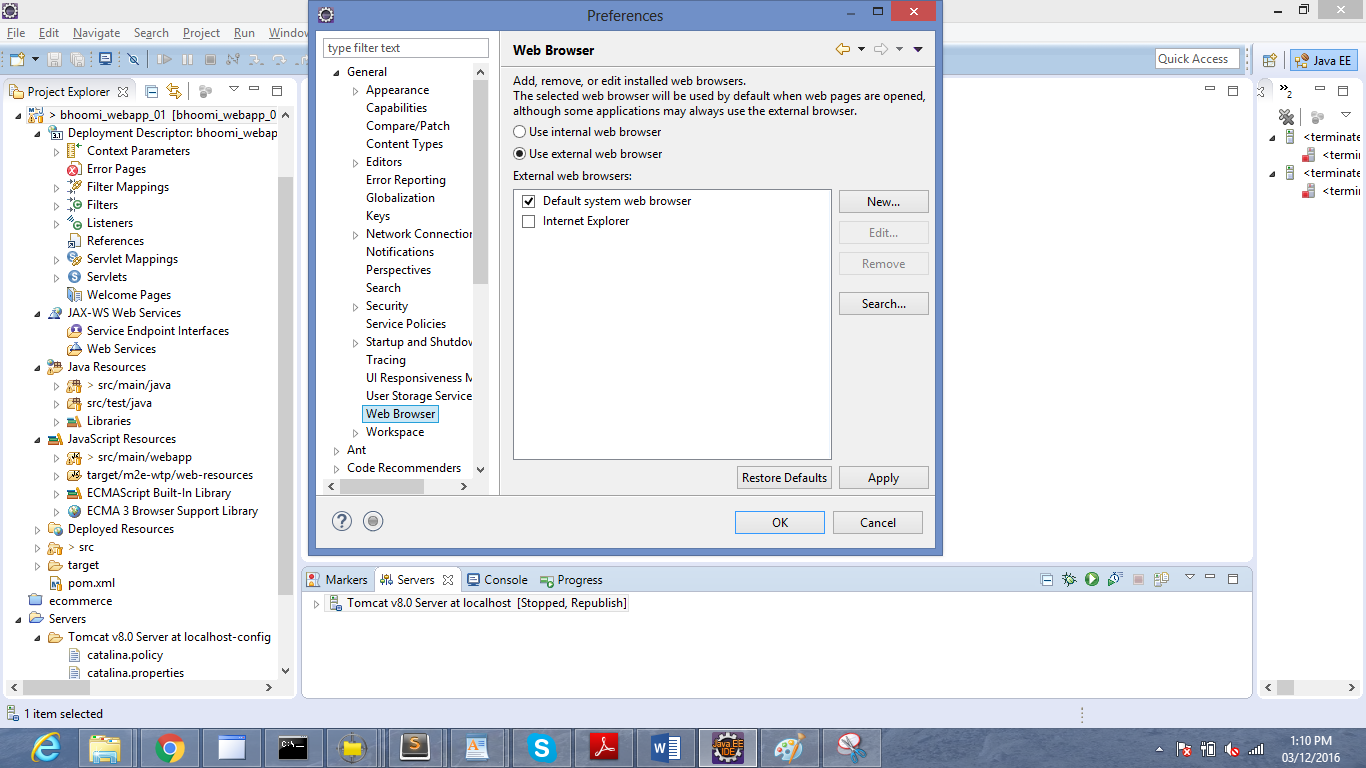 Preferences
File Edit Navigate Search Project Run Window
Quick Access
Java EE
Project Explorer
> bhoomi_webapp_01 [bhoomi_webapp_0
Deployment Descriptor: bhoomi_webap
Context Parameters
Error Pages
Filter Mappings
Filters
Listeners
References
Servlet Mappings
Servlets
Welcome Pages
JAX-WS Web Services
Service Endpoint Interfaces
Web Services
Java Resources
> src/main/java
src/test/java
Libraries
JavaScript Resources
> src/main/webapp
target/m2e-wtp/web-resources
ECMAScript Built-In Library
ECMA 3 Browser Support Library
Deployed Resources
> src
target
pom.xml
ecommerce
Servers
Tomcat v8.0 Server at localhost-config
catalina.policy
catalina.properties
type filter text
General
Appearance
Capabilities
Compare/Patch
Content Types
Editors
Error Reporting
Globalization
Keys
Network Connection
Notifications
Perspectives
Search
Security
Service Policies
Startup and Shutdov
Tracing
UI Responsiveness M
User Storage Service
Web Browser
Workspace
Ant
Code Recommenders
Web Browser
Add, remove, or edit installed web browsers.
The selected web browser will be used by default when web pages are opened,
although some applications may always use the external browser.
Use internal web browser
Use external web browser
External web browsers:
Default system web browser
Internet Explorer
New...
Edit...
Remove
Search...
Restore Defaults
Apply
OK
Cancel
2
<terminate
<termi
<terminate
<termi
Markers
Servers
Console
Progress
Tomcat v8.0 Server at localhost [Stopped, Republish]
1 item selected
Java EE
IDE
1:10 PM
03/12/2016